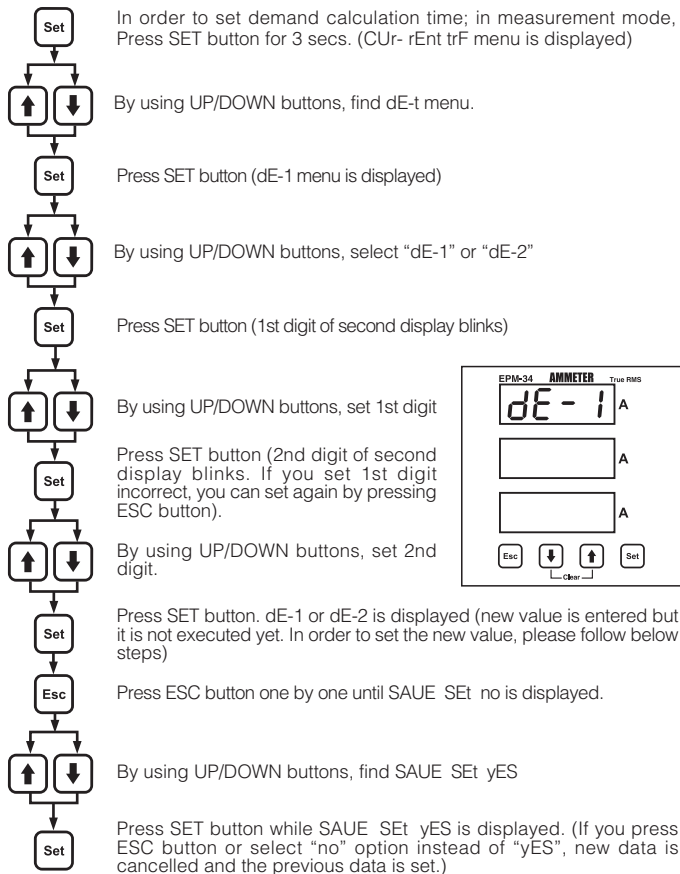 Set
In order to set demand calculation time; in measurement mode,
Press SET button for 3 secs. (CUr- rEnt trF menu is displayed)
By using UP/DOWN buttons, find dE-t menu.
Set
Press SET button (dE-1 menu is displayed)
By using UP/DOWN buttons, select “dE-1” or “dE-2”
Set
Press SET button (1st digit of second display blinks)
By using UP/DOWN buttons, set 1st digit
Set
Press SET button (2nd digit of second
display blinks. If you set 1st digit
incorrect, you can set again by pressing
ESC button).
By using UP/DOWN buttons, set 2nd
digit.
EPM-34 AMMETER True RMS
dE - 1 A
A
A
Esc Set
Clear
Set
Press SET button. dE-1 or dE-2 is displayed (new value is entered but
it is not executed yet. In order to set the new value, please follow below
steps)
Esc
Press ESC button one by one until SAUE SEt no is displayed.
By using UP/DOWN buttons, find SAUE SEt yES
Set
Press SET button while SAUE SEt yES is displayed. (If you press
ESC button or select “no” option instead of “yES”, new data is
cancelled and the previous data is set.)